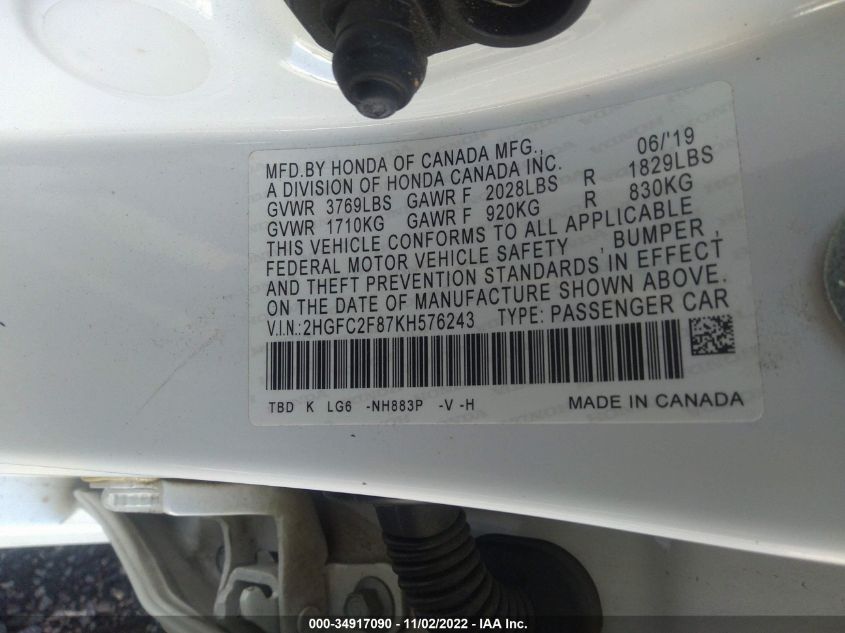 MFD.BY HONDA OF CANADA MFG., 06/'19
A DIVISION OF HONDA CANADA INC.
GVWR 3769LBS GAWR F 2028LBS R 1829LBS
GVWR 1710KG GAWR F 920KG R 830KG
THIS VEHICLE CONFORMS TO ALL APPLICABLE
FEDERAL MOTOR VEHICLE SAFETY , BUMPER ,
AND THEFT PREVENTION STANDARDS IN EFFECT
ON THE DATE OF MANUFACTURE SHOWN ABOVE.
V.I.N.: 2HGFC2F87KH576243 TYPE: PASSENGER CAR
TBD K LG6 -NH883P -V -H MADE IN CANADA
000-34917090 - 11/02/2022 - IAA Inc.